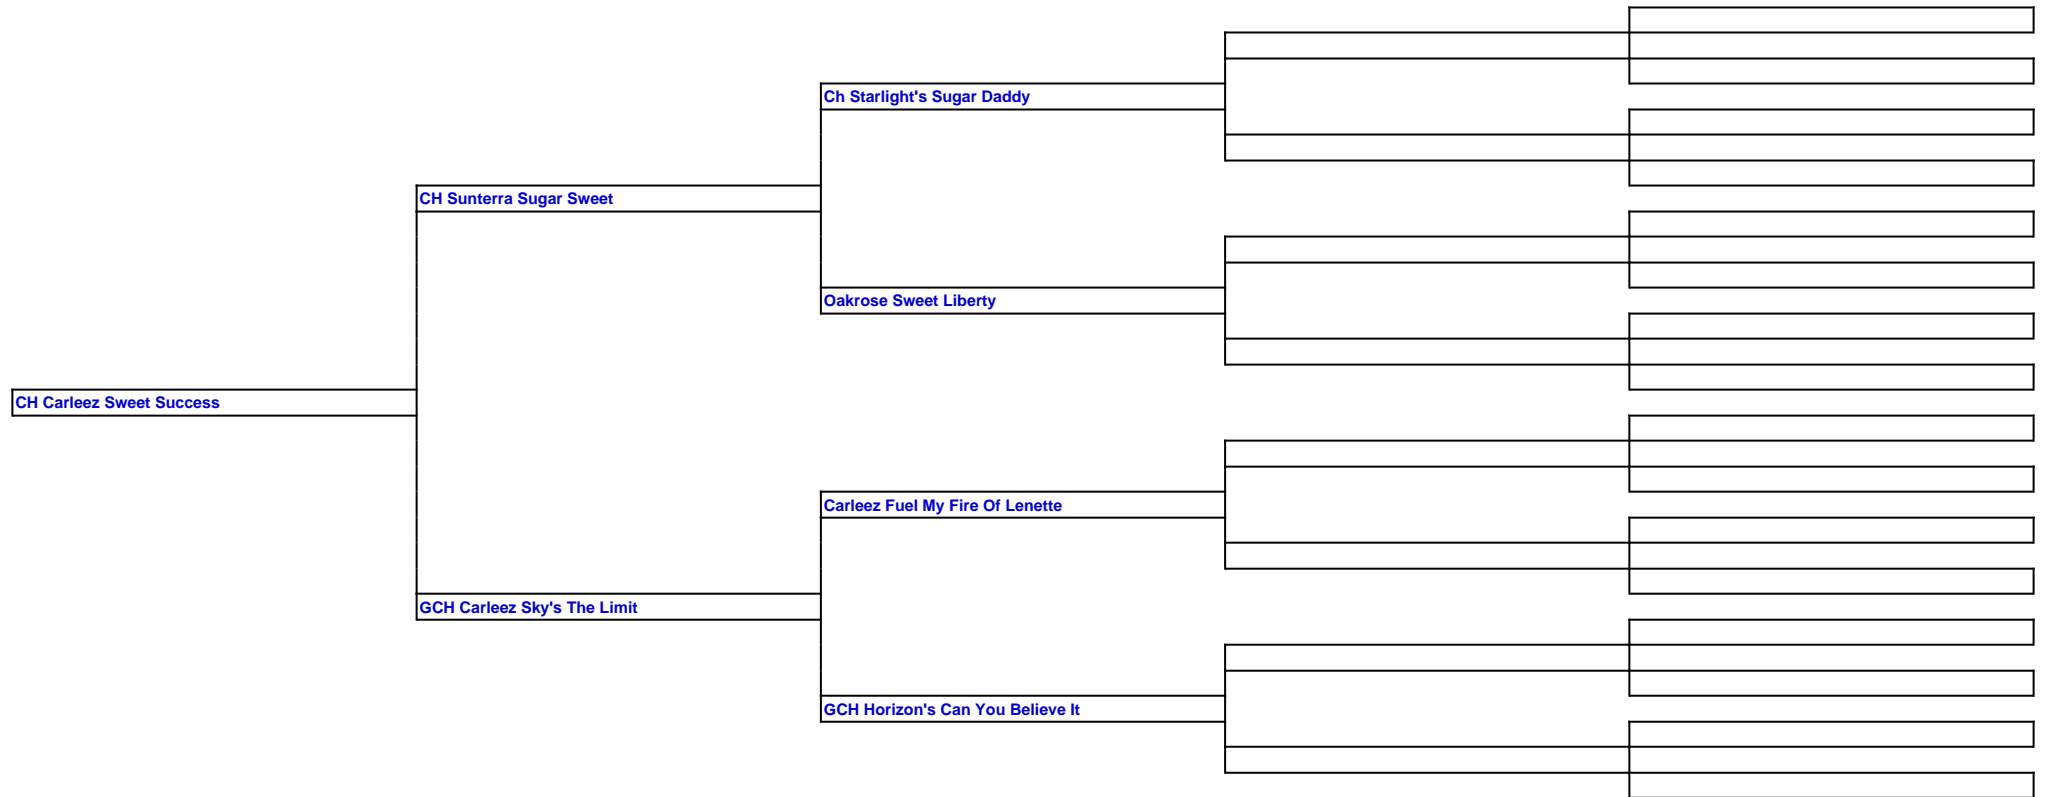 Ch Starlight's Sugar Daddy
CH Sunterra Sugar Sweet
Oakrose Sweet Liberty
CH Carleez Sweet Success
Carleez Fuel My Fire Of Lenette
GCH Carleez Sky's The Limit
GCH Horizon's Can You Believe It